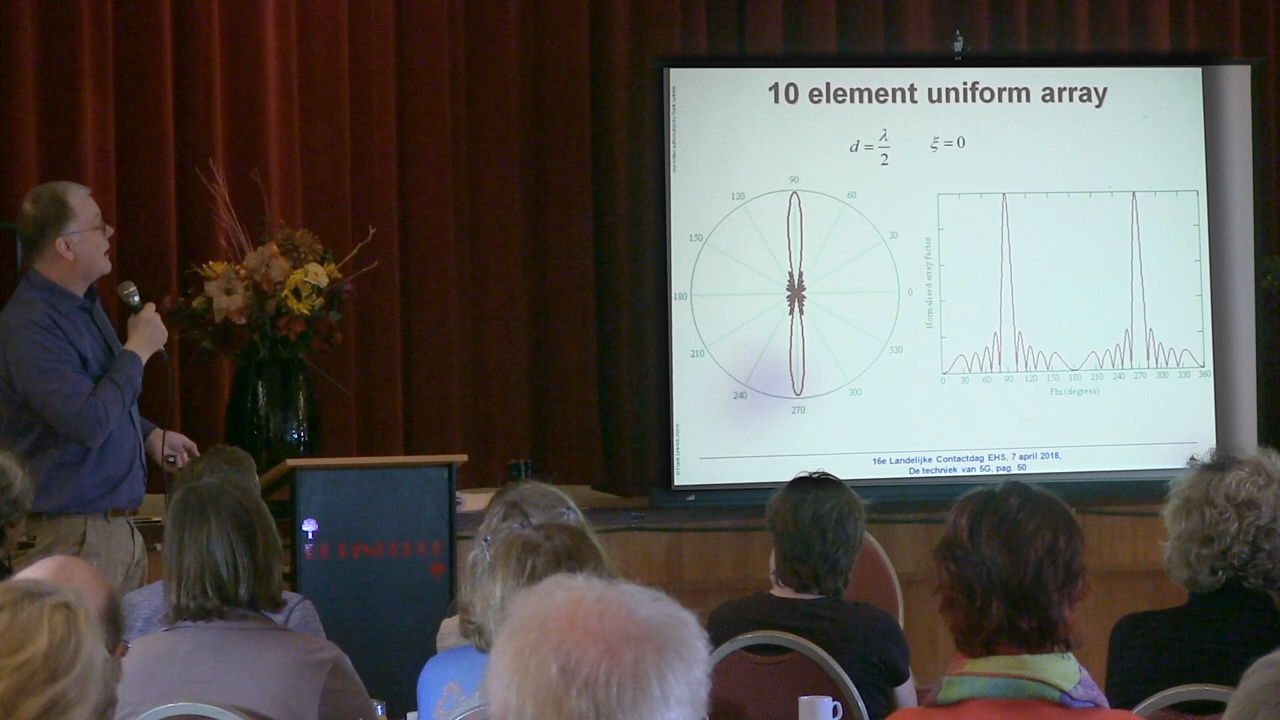 10 element uniform array
d = λ/2 ξ = 0
90
120
60
150
30
180
0
210
330
240
300
270
Normalised array factor
0 30 60 90 120 150 180 210 240 270 300 330 360
Phi (degrees)
16e Landelijke Contactdag EHS, 7 april 2018,
De techniek van 5G, pag. 50